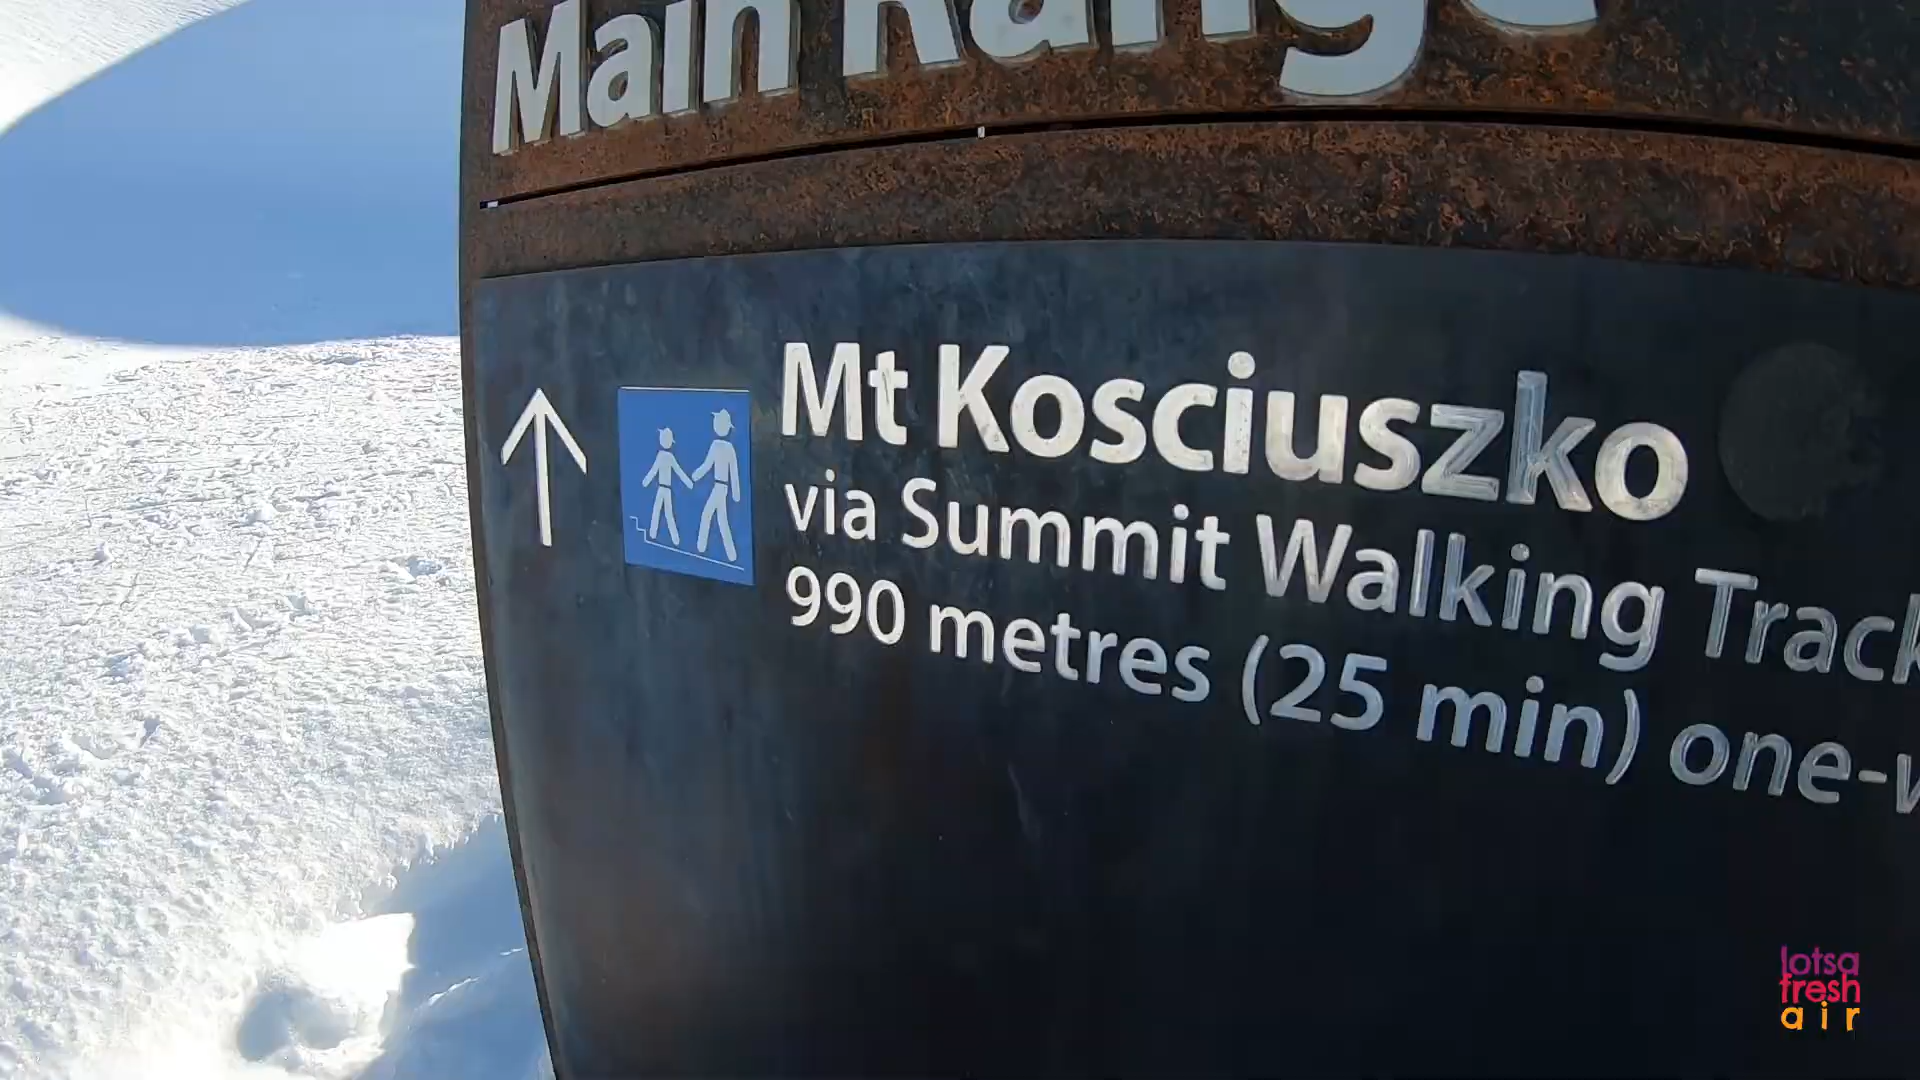 Main Range
Mt Kosciuszko
via Summit Walking Track
990 metres (25 min) one-w
lotsa
fresh
air